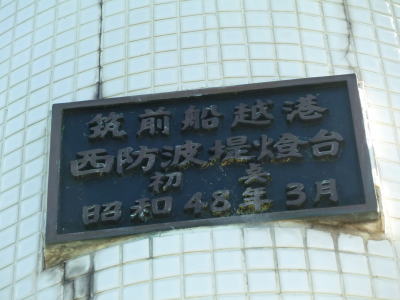 筑前船越港
西防波堤燈台
初点
昭和48年3月